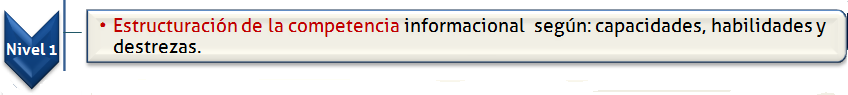 Nivel 1
• Estructuración de la competencia informacional según: capacidades, habilidades y
destrezas.